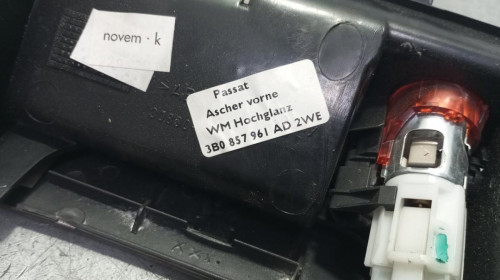 novem · k
Passat
Ascher vorne
WM Hochglanz
3B0 857 961 AD 2WE